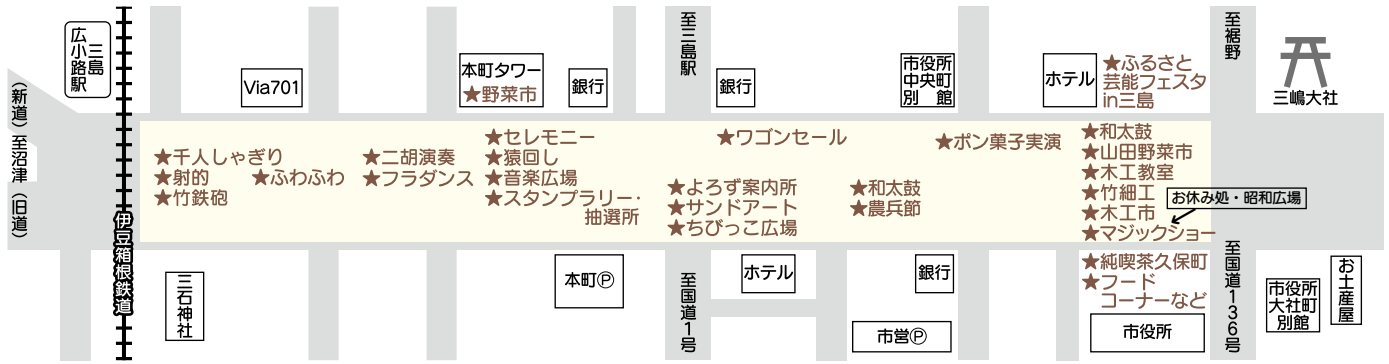 広小路駅
三島
Via701
本町タワー
★野菜市
銀行
至三島駅
銀行
市役所
中央町
別館
ホテル
★ふるさと
芸能フェスタ
in三島
至裾野
三嶋大社
(新道)至沼津(旧道)
伊豆箱根鉄道
★千人しゃぎり
★射的
★ふわふわ
★竹鉄砲
★二胡演奏
★フラダンス
★セレモニー
★猿回し
★音楽広場
★スタンプラリー・
抽選所
★ワゴンセール
★よろず案内所
★サンドアート
★ちびっこ広場
★和太鼓
★農兵節
★ポン菓子実演
★和太鼓
★山田野菜市
★木工教室
★竹細工
★木工市
★マジックショー
お休み処・昭和広場
★純喫茶久保町
★フード
コーナーなど
三石神社
本町Ⓟ
至国道1号
ホテル
銀行
市営Ⓟ
市役所
至国道136号
市役所
大社町
別館
お土産屋